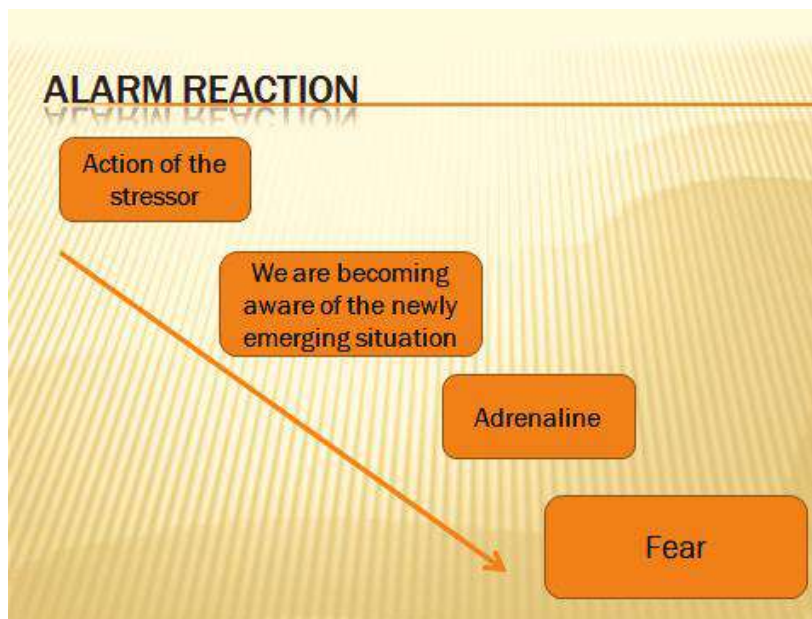 ALARM REACTION
Action of the
stressor
We are becoming
aware of the newly
emerging situation
Adrenaline
Fear